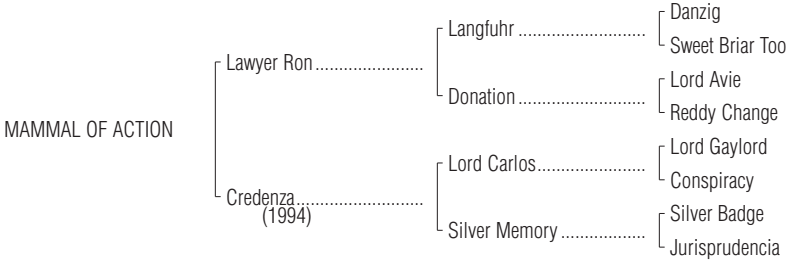 Danzig
Langfuhr ..........................
Sweet Briar Too
Lawyer Ron ......................
Lord Avie
Donation ..........................
Reddy Change
MAMMAL OF ACTION
Lord Gaylord
Lord Carlos ......................
Conspiracy
Credenza ..........................
(1994)
Silver Badge
Silver Memory .................
Jurisprudencia